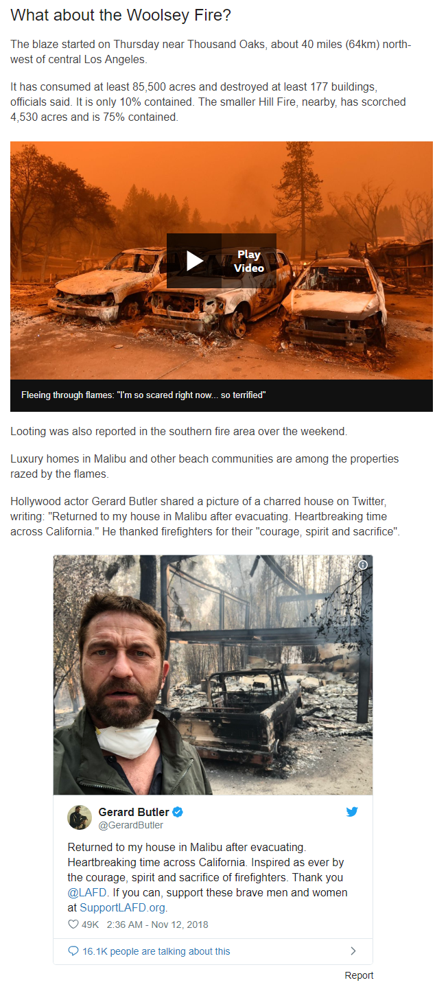 What about the Woolsey Fire?
The blaze started on Thursday near Thousand Oaks, about 40 miles (64km) north-
west of central Los Angeles.
It has consumed at least 85,500 acres and destroyed at least 177 buildings,
officials said. It is only 10% contained. The smaller Hill Fire, nearby, has scorched
4,530 acres and is 75% contained.
Play
Video
Fleeing through flames: "I'm so scared right now... so terrified"
Looting was also reported in the southern fire area over the weekend.
Luxury homes in Malibu and other beach communities are among the properties
razed by the flames.
Hollywood actor Gerard Butler shared a picture of a charred house on Twitter,
writing: "Returned to my house in Malibu after evacuating. Heartbreaking time
across California." He thanked firefighters for their "courage, spirit and sacrifice".
Gerard Butler
@GerardButler
Returned to my house in Malibu after evacuating.
Heartbreaking time across California. Inspired as ever by
the courage, spirit and sacrifice of firefighters. Thank you
@LAFD. If you can, support these brave men and women
at SupportLAFD.org.
49K 2:36 AM - Nov 12, 2018
16.1K people are talking about this
Report